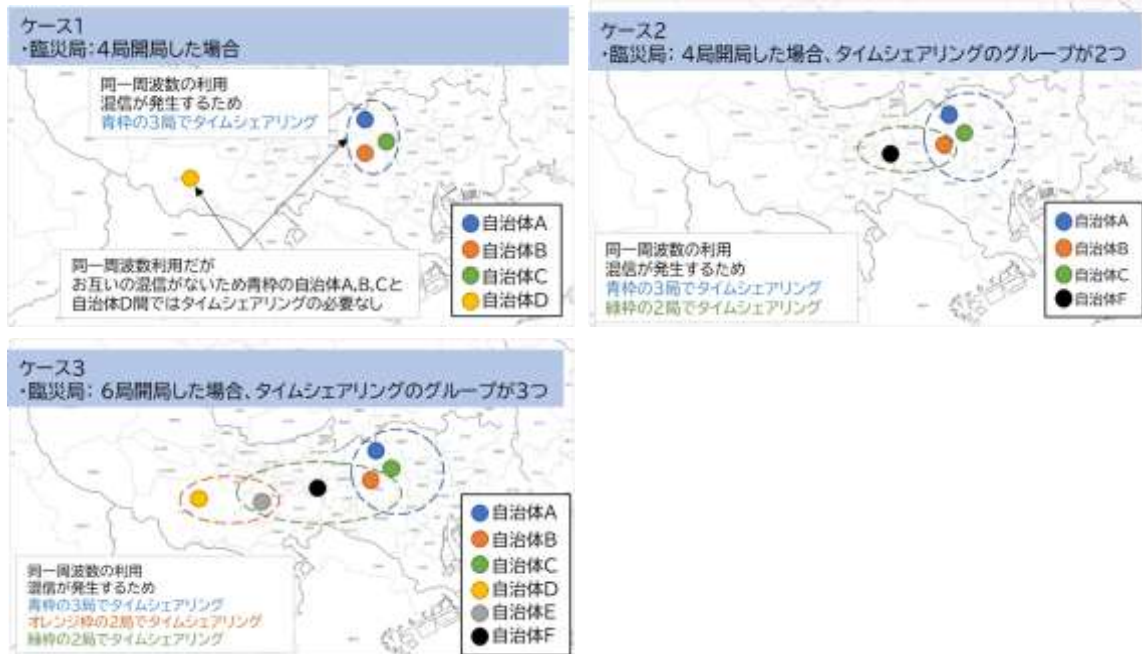 ケース1
・臨災局:4局開局した場合
同一周波数の利用
混信が発生するため
青枠の3局でタイムシェアリング
同一周波数利用だが
お互いの混信がないため青枠の自治体A,B,Cと
自治体D間ではタイムシェアリングの必要なし
自治体A
自治体B
自治体C
自治体D
ケース2
・臨災局: 4局開局した場合、タイムシェアリングのグループが2つ
同一周波数の利用
混信が発生するため
青枠の3局でタイムシェアリング
緑枠の2局でタイムシェアリング
自治体A
自治体B
自治体C
自治体F
ケース3
・臨災局: 6局開局した場合、タイムシェアリングのグループが3つ
同一周波数の利用
混信が発生するため
青枠の3局でタイムシェアリング
オレンジ枠の2局でタイムシェアリング
緑枠の2局でタイムシェアリング
自治体A
自治体B
自治体C
自治体D
自治体E
自治体F